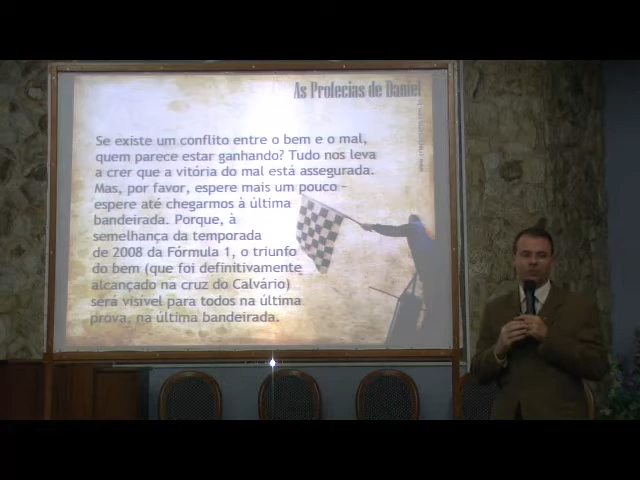 As Profecias de Daniel
Se existe um conflito entre o bem e o mal,
quem parece estar ganhando? Tudo nos leva
a crer que a vitória do mal está assegurada.
Mas, por favor, espere mais um pouco –
espere até chegarmos à última
bandeirada. Porque, à
semelhança da temporada
de 2008 da Fórmula 1, o triunfo
do bem (que foi definitivamente
alcançado na cruz do Calvário)
será visível para todos na última
prova, na última bandeirada.